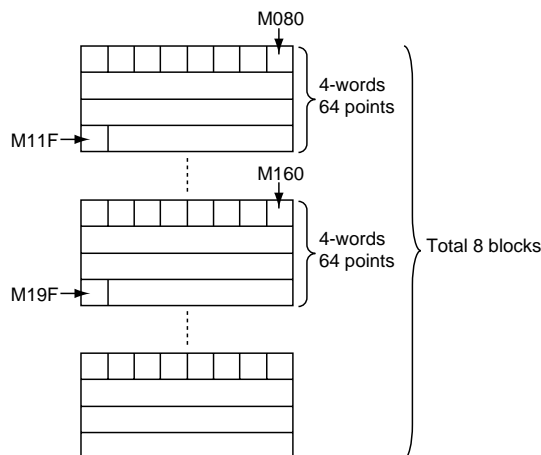 M080
4-words
64 points
M11F
M160
4-words
64 points
Total 8 blocks
M19F